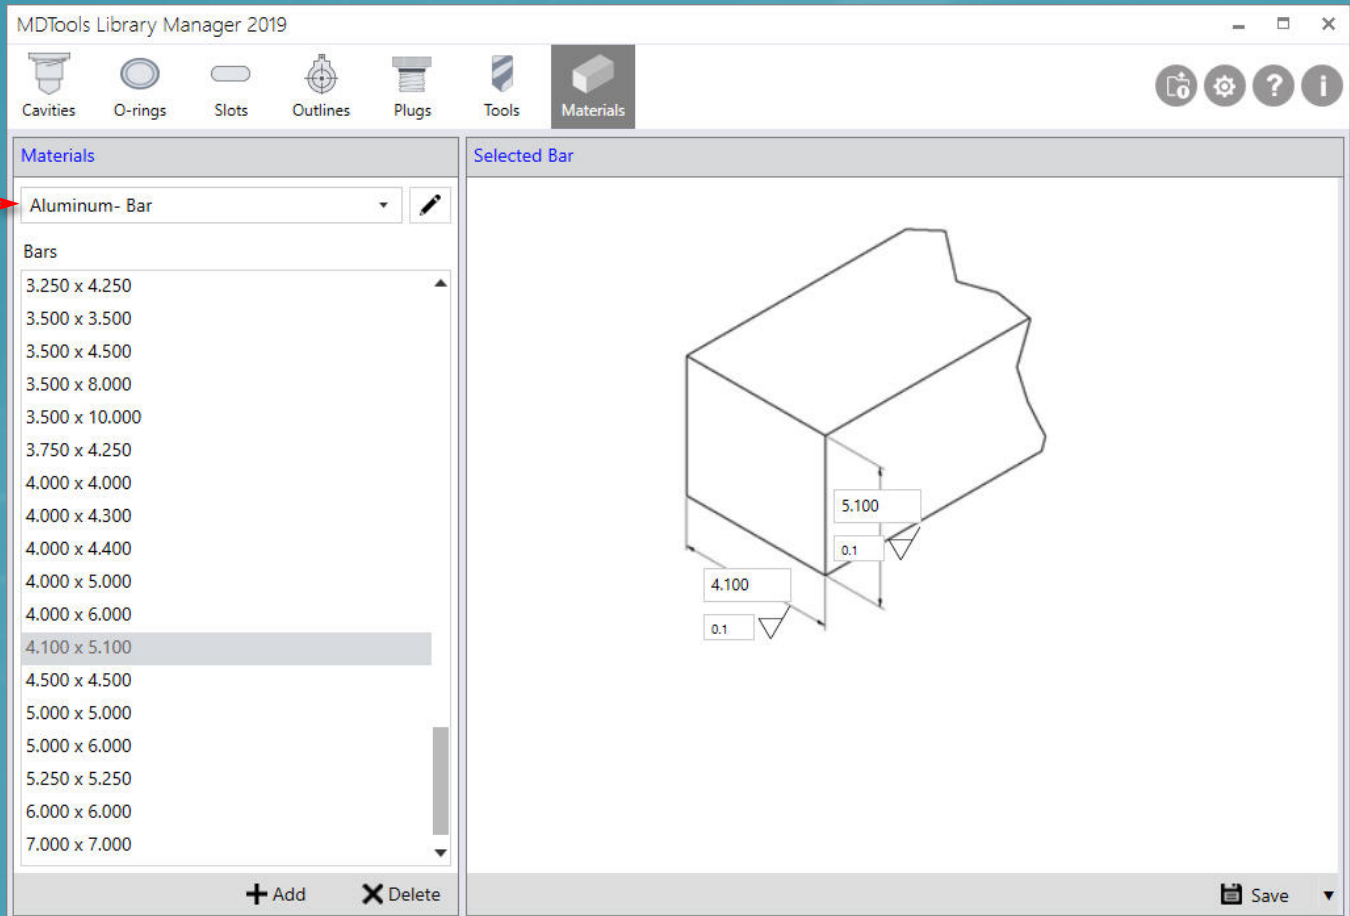 MDTools Library Manager 2019
Cavities O-rings Slots Outlines Plugs Tools Materials
Materials
Selected Bar
Aluminum- Bar
Bars
3.250 x 4.250
3.500 x 3.500
3.500 x 4.500
3.500 x 8.000
3.500 x 10.000
3.750 x 4.250
4.000 x 4.000
4.000 x 4.300
4.000 x 4.400
4.000 x 5.000
4.000 x 6.000
4.100 x 5.100
4.500 x 4.500
5.000 x 5.000
5.000 x 6.000
5.250 x 5.250
6.000 x 6.000
7.000 x 7.000
5.100
0.1
4.100
0.1
Add Delete
Save